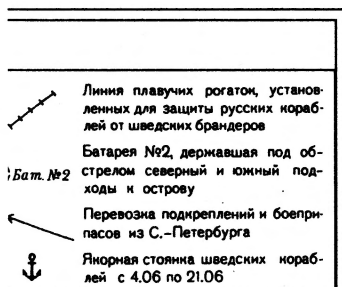 Линия плавучих рогаток, установ-
ленных для защиты русских кораб-
лей от шведских брандеров
Бат. №2
Батарея №2, державшая под об-
стрелом северный и южный под-
ходы к острову
Перевозка подкреплений и боепри-
пасов из С.-Петербурга
Якорная стоянка шведских кораб-
лей с 4.06 по 21.06